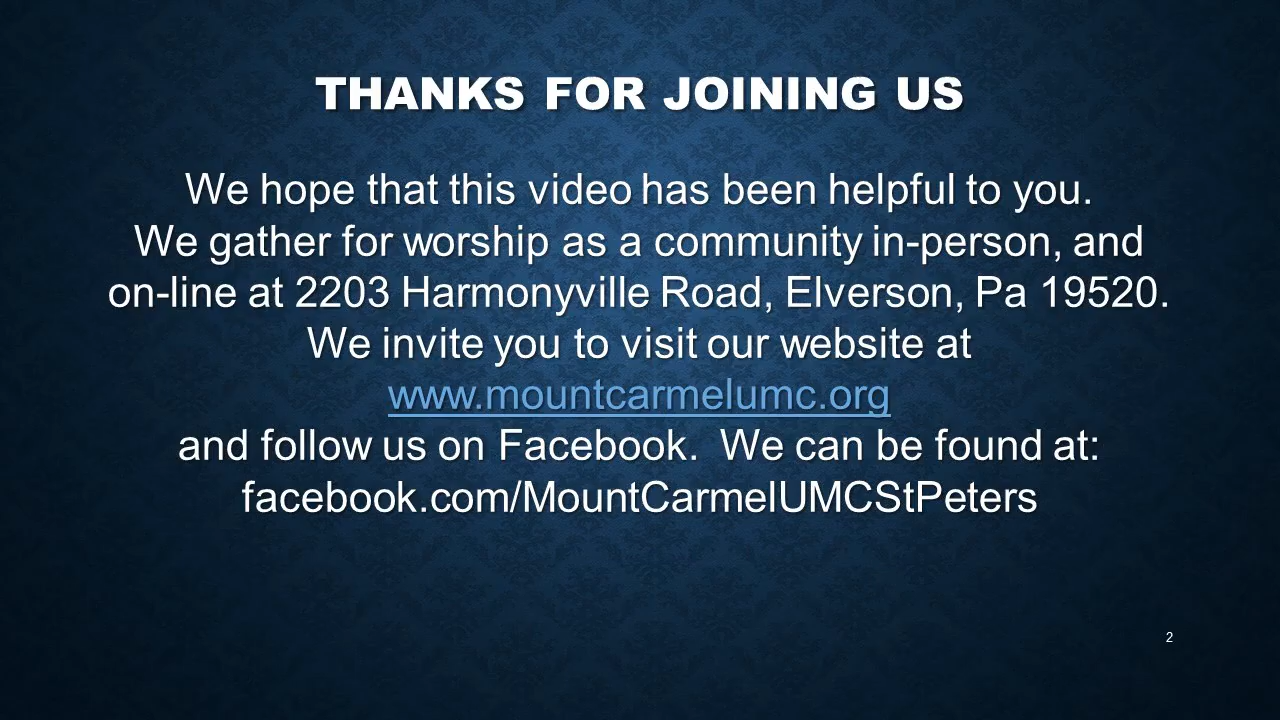 THANKS FOR JOINING US
We hope that this video has been helpful to you.
We gather for worship as a community in-person, and
on-line at 2203 Harmonyville Road, Elverson, Pa 19520.
We invite you to visit our website at
www.mountcarmelumc.org
and follow us on Facebook.  We can be found at:
facebook.com/MountCarmelUMCStPeters
2